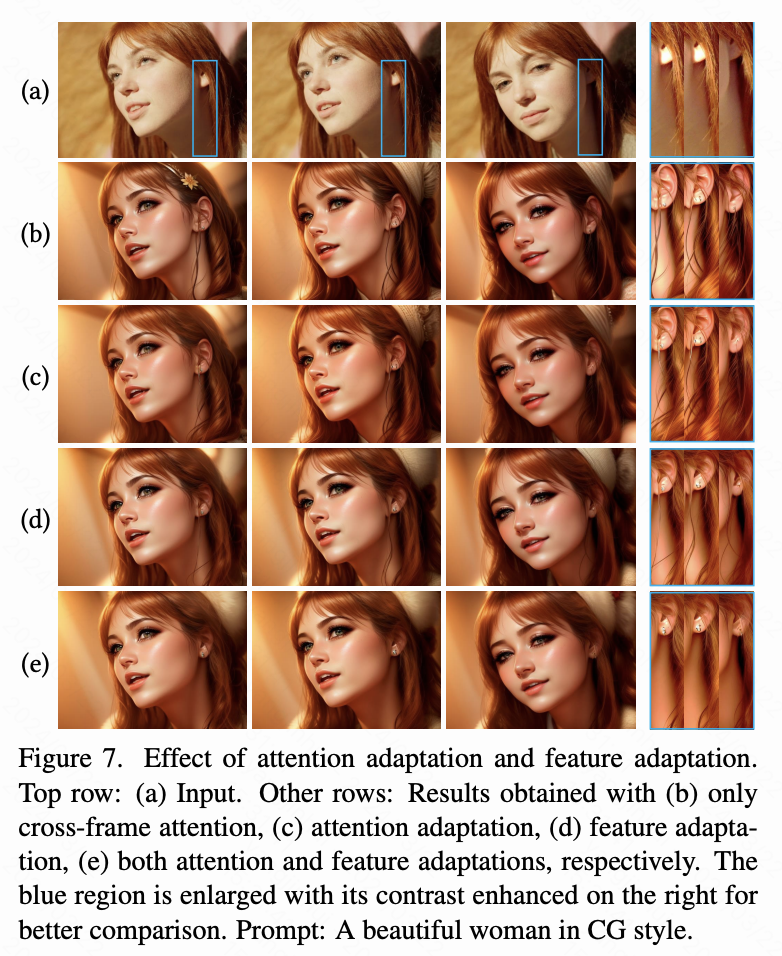 (a)
(b)
(c)
(d)
(e)
Figure 7. Effect of attention adaptation and feature adaptation.
Top row: (a) Input. Other rows: Results obtained with (b) only
cross-frame attention, (c) attention adaptation, (d) feature adapta-
tion, (e) both attention and feature adaptations, respectively. The
blue region is enlarged with its contrast enhanced on the right for
better comparison. Prompt: A beautiful woman in CG style.